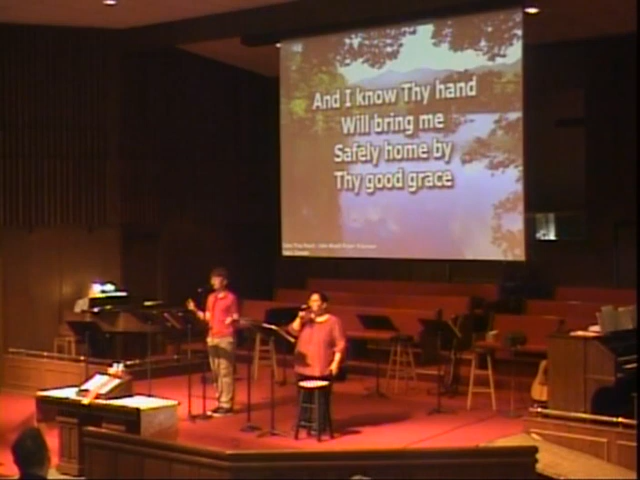 And I know Thy hand
Will bring me
Safely home by
Thy good grace